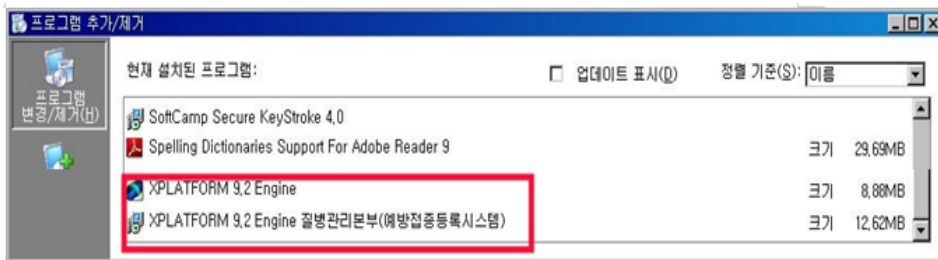 프로그램 추가/제거
현재 설치된 프로그램:
업데이트 표시(D)
정렬 기준(S):
이름
프로그램
변경/제거(H)
SoftCamp Secure KeyStroke 4,0
Spelling Dictionaries Support For Adobe Reader 9 크기 29,69MB
XPLATFORM 9,2 Engine 크기 8,88MB
XPLATFORM 9,2 Engine 질병관리본부(예방접종등록시스템) 크기 12,62MB